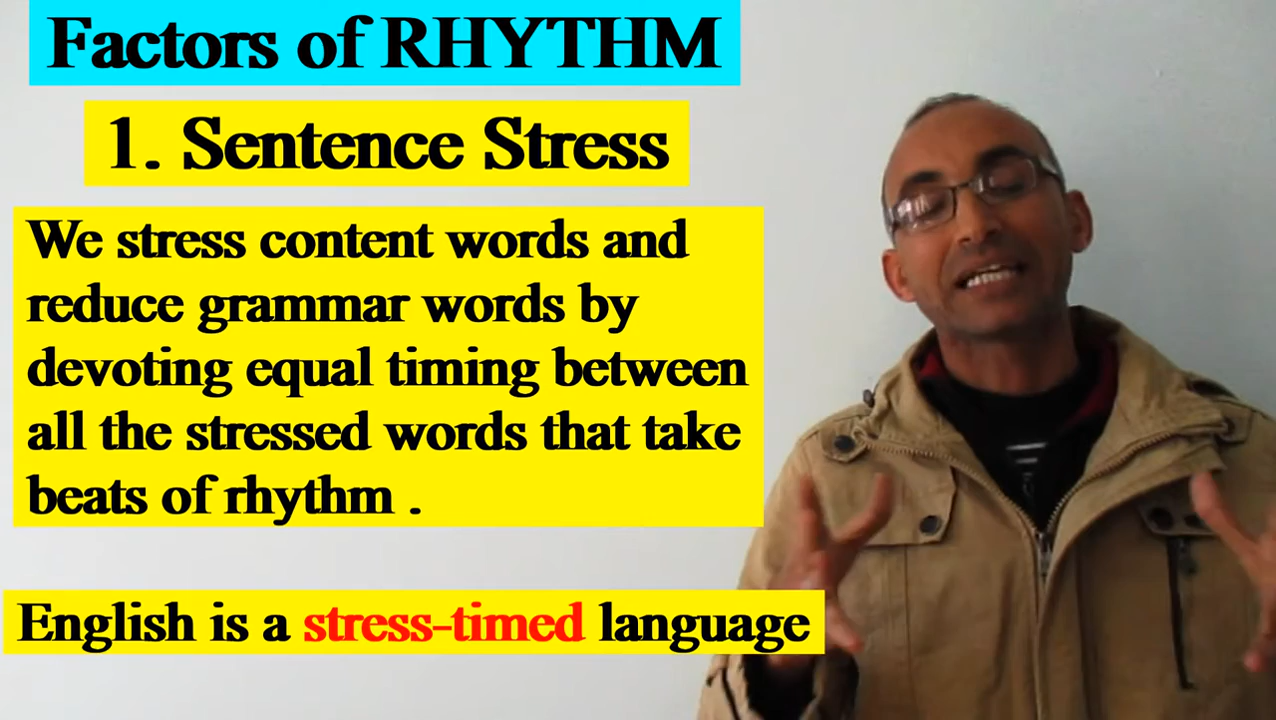 Factors of RHYTHM
1. Sentence Stress
We stress content words and
reduce grammar words by
devoting equal timing between
all the stressed words that take
beats of rhythm .
English is a stress-timed language